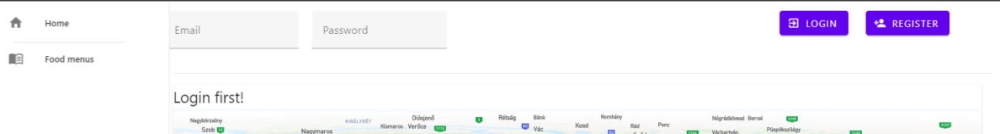 Home
Email
Password
LOGIN
REGISTER
Food menus
Login first!
Nagybörzsöny
KIRÁLYRÉT
Diósjenő
Rétság
Bánk
Romhány
Nógrádkövesd
Bercel
Szob
Kismaros
Verőce
Vác
Kosd
Rád
Penc
Püspökszilágy
Nagymaros
Váchartyán